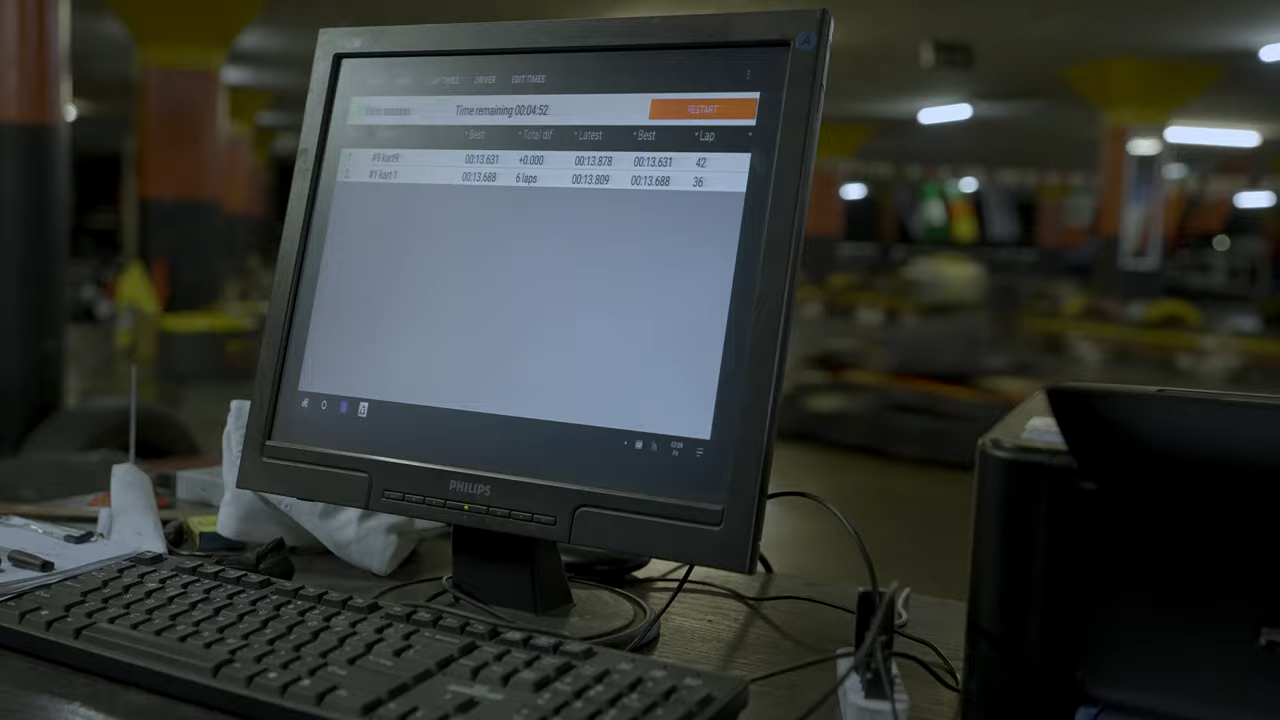 DRIVER EDIT TIMES
Time remaining 00:04:52 RESTART
Best Total dif Latest Best Lap
1 #9 kart9 00:13.631 +0.000 00:13.878 00:13.631 42
2 #1 kart 1 00:13.688 6 laps 00:13.809 00:13.688 36
PHILIPS